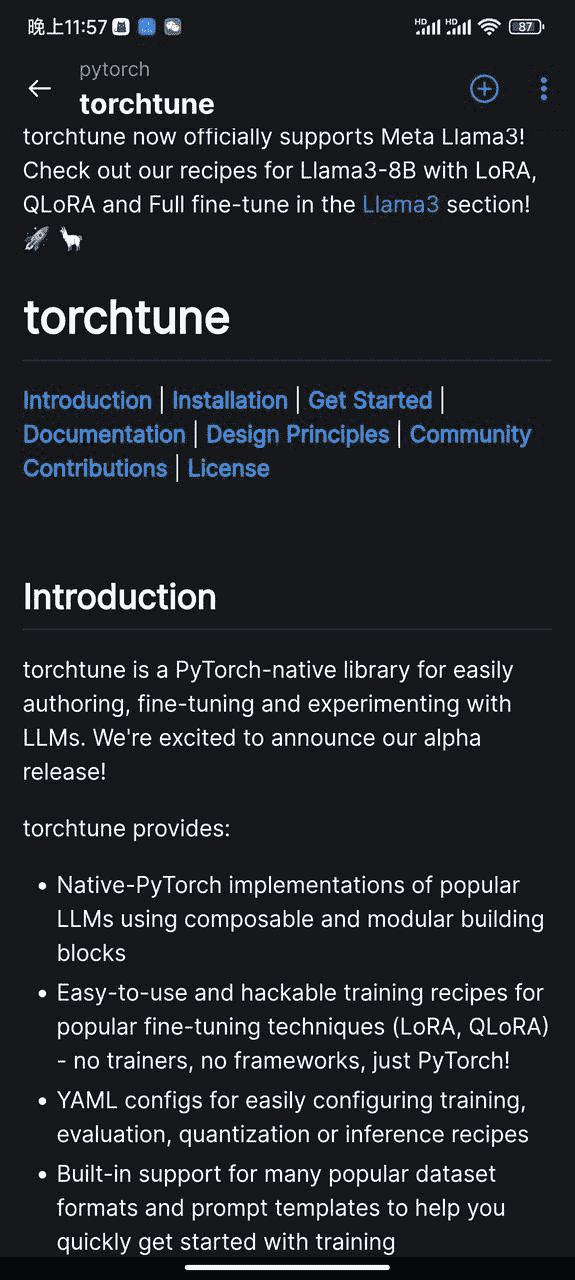 晚上11:57
HD HD 87
pytorch
torchtune
torchtune now officially supports Meta Llama3!
Check out our recipes for Llama3-8B with LoRA,
QLoRA and Full fine-tune in the Llama3 section!
🚀 🦙
torchtune
Introduction | Installation | Get Started |
Documentation | Design Principles | Community
Contributions | License
Introduction
torchtune is a PyTorch-native library for easily
authoring, fine-tuning and experimenting with
LLMs. We're excited to announce our alpha
release!
torchtune provides:
• Native-PyTorch implementations of popular
LLMs using composable and modular building
blocks
• Easy-to-use and hackable training recipes for
popular fine-tuning techniques (LoRA, QLoRA)
- no trainers, no frameworks, just PyTorch!
• YAML configs for easily configuring training,
evaluation, quantization or inference recipes
• Built-in support for many popular dataset
formats and prompt templates to help you
quickly get started with training